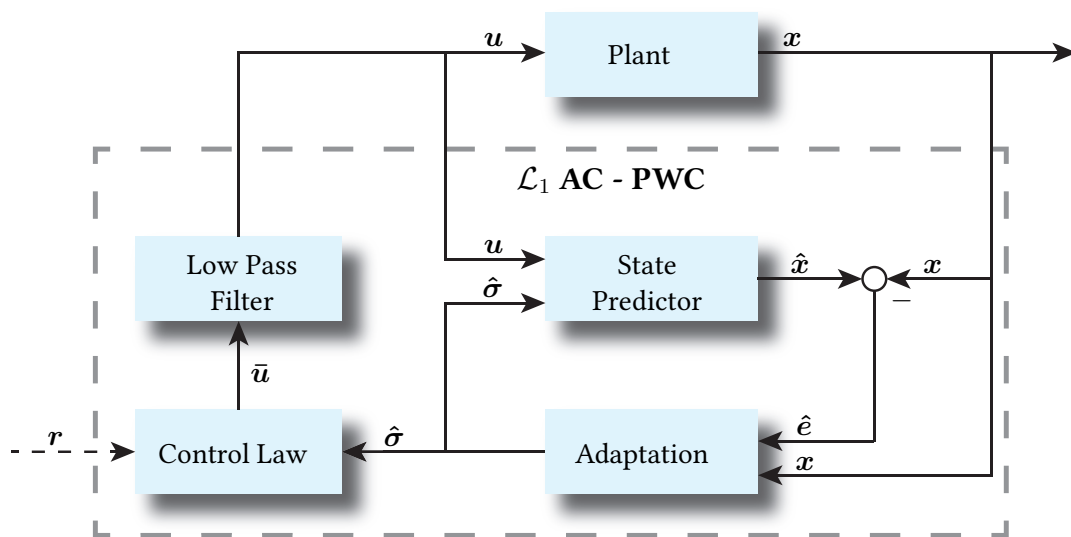 u
Plant
x
ℒ₁ AC - PWC
Low Pass
Filter
u
σ̂
State
Predictor
x̂
x
−
ū
r
Control Law
σ̂
Adaptation
ê
x